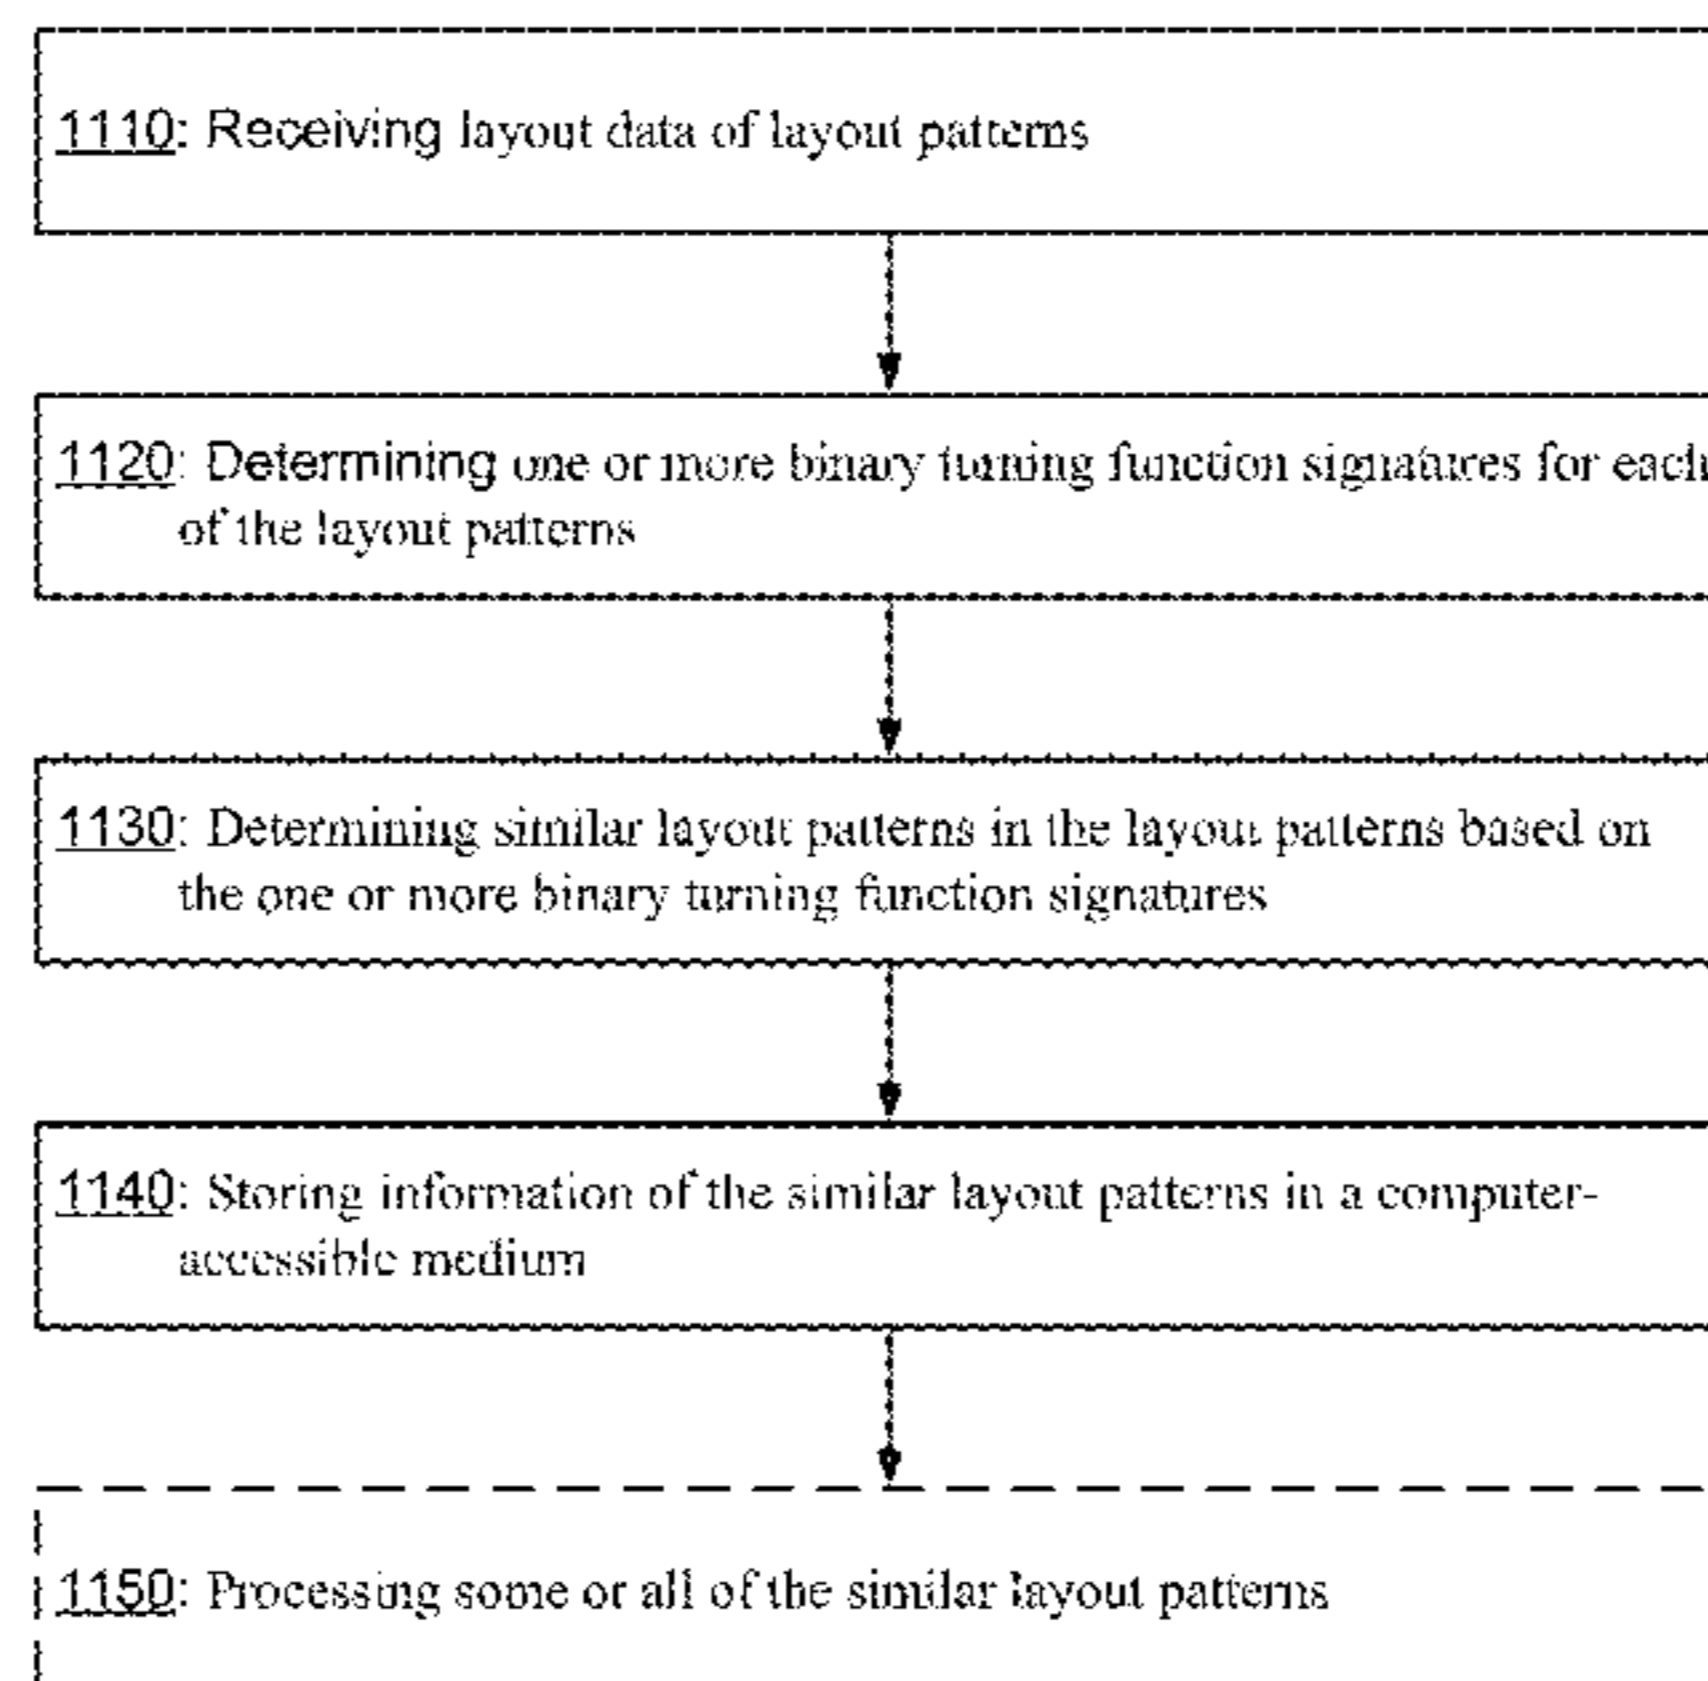 1110: Receiving layout data of layout patterns
1120: Determining one or more binary turning function signatures for each
of the layout patterns
1130: Determining similar layout patterns in the layout patterns based on
the one or more binary turning function signatures
1140: Storing information of the similar layout patterns in a computer-
accessible medium
1150: Processing some or all of the similar layout patterns